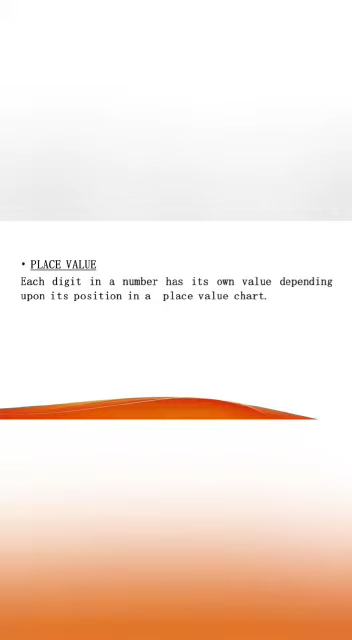 • PLACE VALUE
Each digit in a number has its own value depending
upon its position in a place value chart.